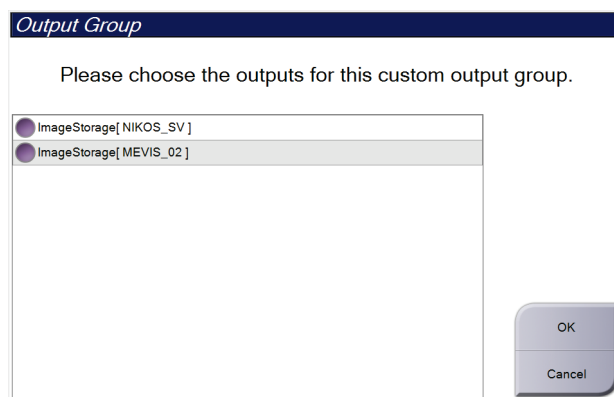 Output Group
Please choose the outputs for this custom output group.
ImageStorage[ NIKOS_SV ]
ImageStorage[ MEVIS_02 ]
OK
Cancel